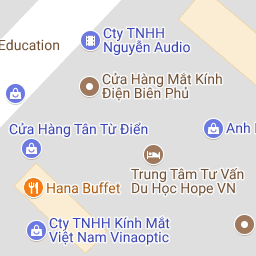 Cty TNHH
Nguyễn Audio
Education
Cửa Hàng Mắt Kính
Điện Biên Phủ
Cửa Hàng Tân Từ Điển
Anh
Trung Tâm Tư Vấn
Du Học Hope VN
Hana Buffet
Cty TNHH Kính Mắt
Việt Nam Vinaoptic